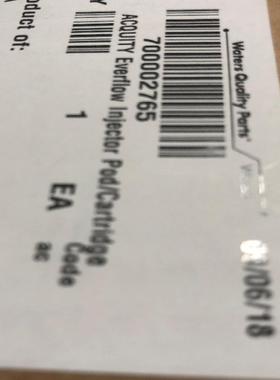 Waters Quality Parts
700002765
ACQUITY Everflow Injector Pod/Cartridge
Y
1
EA
Code
ac
oduct of:
/06/18